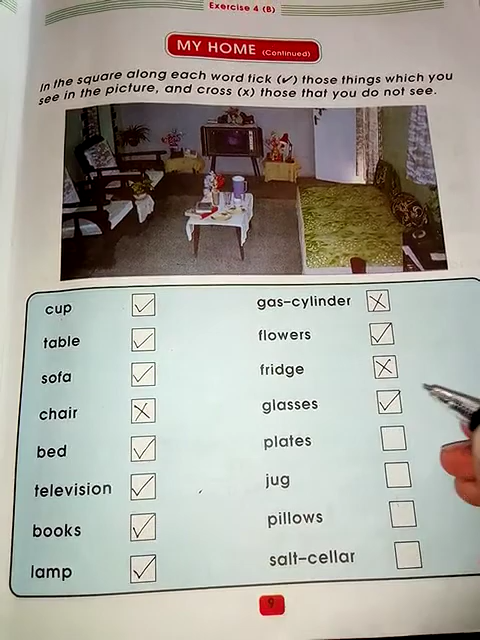 Exercise 4 (B)
MY HOME (Continued)
In the square along each word tick (✓) those things which you
see in the picture, and cross (x) those that you do not see.
cup
table
sofa
chair
bed
television
books
lamp
gas-cylinder
flowers
fridge
glasses
plates
jug
pillows
salt-cellar
9